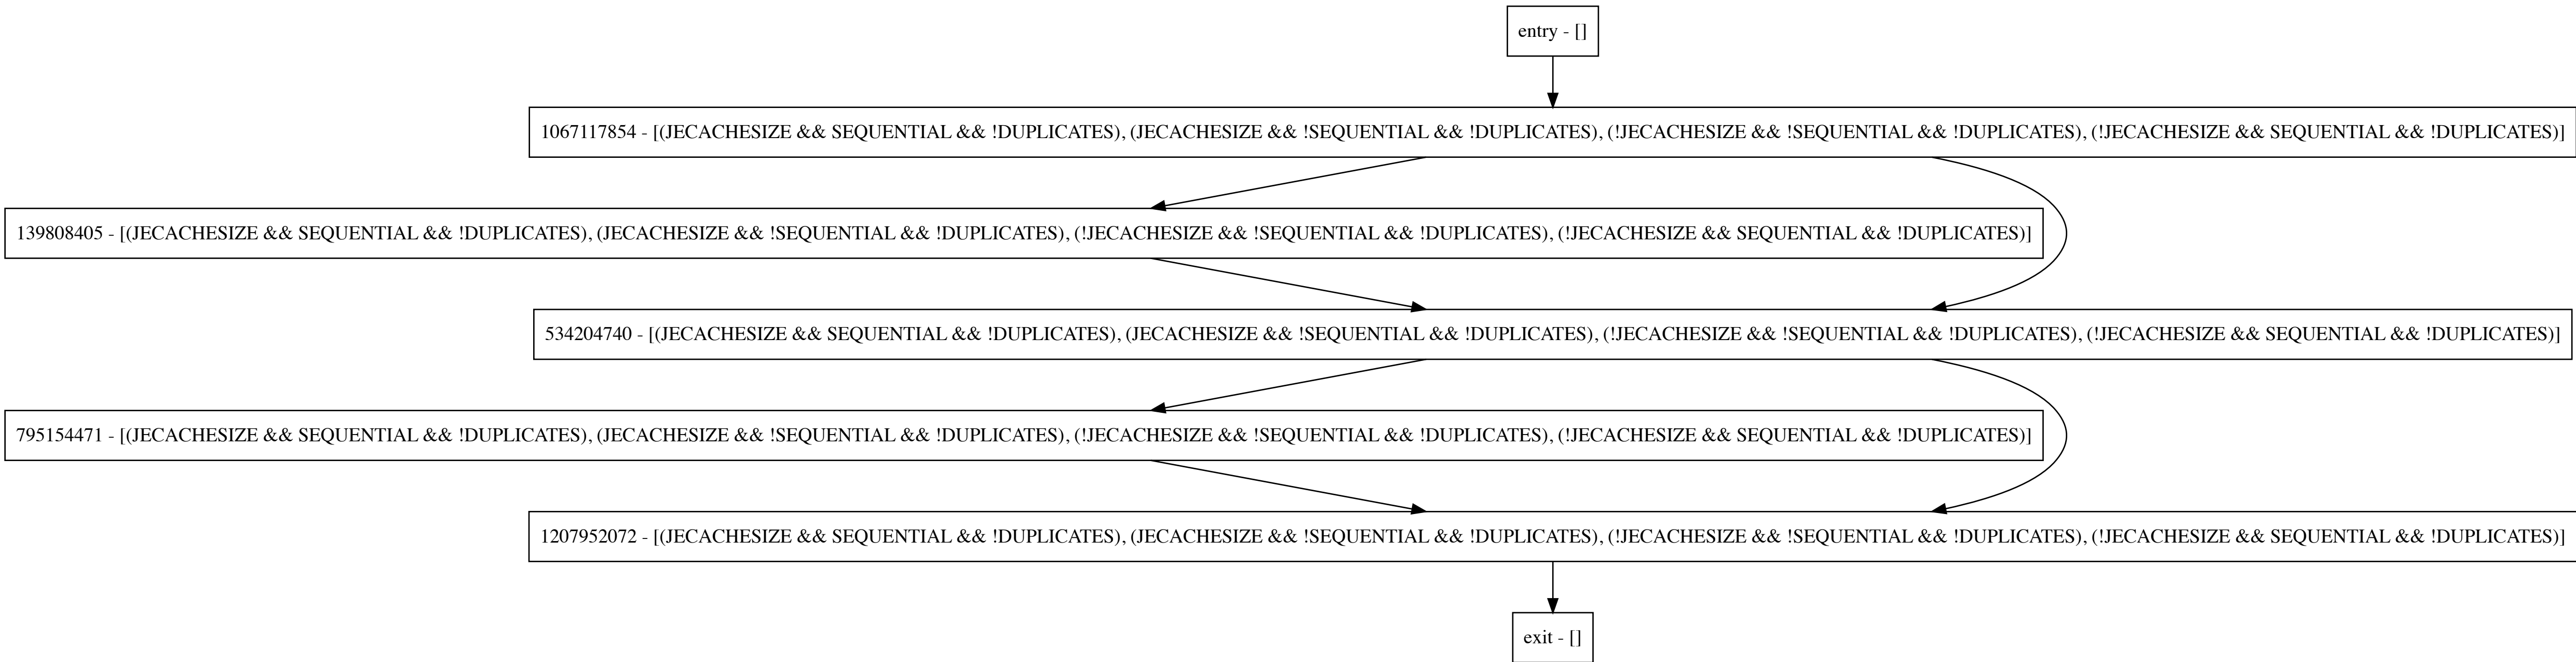 entry - []
1067117854 - [(JECACHESIZE && SEQUENTIAL && !DUPLICATES), (JECACHESIZE && !SEQUENTIAL && !DUPLICATES), (!JECACHESIZE && !SEQUENTIAL && !DUPLICATES), (!JECACHESIZE && SEQUENTIAL && !DUPLICATES)]
139808405 - [(JECACHESIZE && SEQUENTIAL && !DUPLICATES), (JECACHESIZE && !SEQUENTIAL && !DUPLICATES), (!JECACHESIZE && !SEQUENTIAL && !DUPLICATES), (!JECACHESIZE && SEQUENTIAL && !DUPLICATES)]
534204740 - [(JECACHESIZE && SEQUENTIAL && !DUPLICATES), (JECACHESIZE && !SEQUENTIAL && !DUPLICATES), (!JECACHESIZE && !SEQUENTIAL && !DUPLICATES), (!JECACHESIZE && SEQUENTIAL && !DUPLICATES)]
795154471 - [(JECACHESIZE && SEQUENTIAL && !DUPLICATES), (JECACHESIZE && !SEQUENTIAL && !DUPLICATES), (!JECACHESIZE && !SEQUENTIAL && !DUPLICATES), (!JECACHESIZE && SEQUENTIAL && !DUPLICATES)]
1207952072 - [(JECACHESIZE && SEQUENTIAL && !DUPLICATES), (JECACHESIZE && !SEQUENTIAL && !DUPLICATES), (!JECACHESIZE && !SEQUENTIAL && !DUPLICATES), (!JECACHESIZE && SEQUENTIAL && !DUPLICATES)]
exit - []